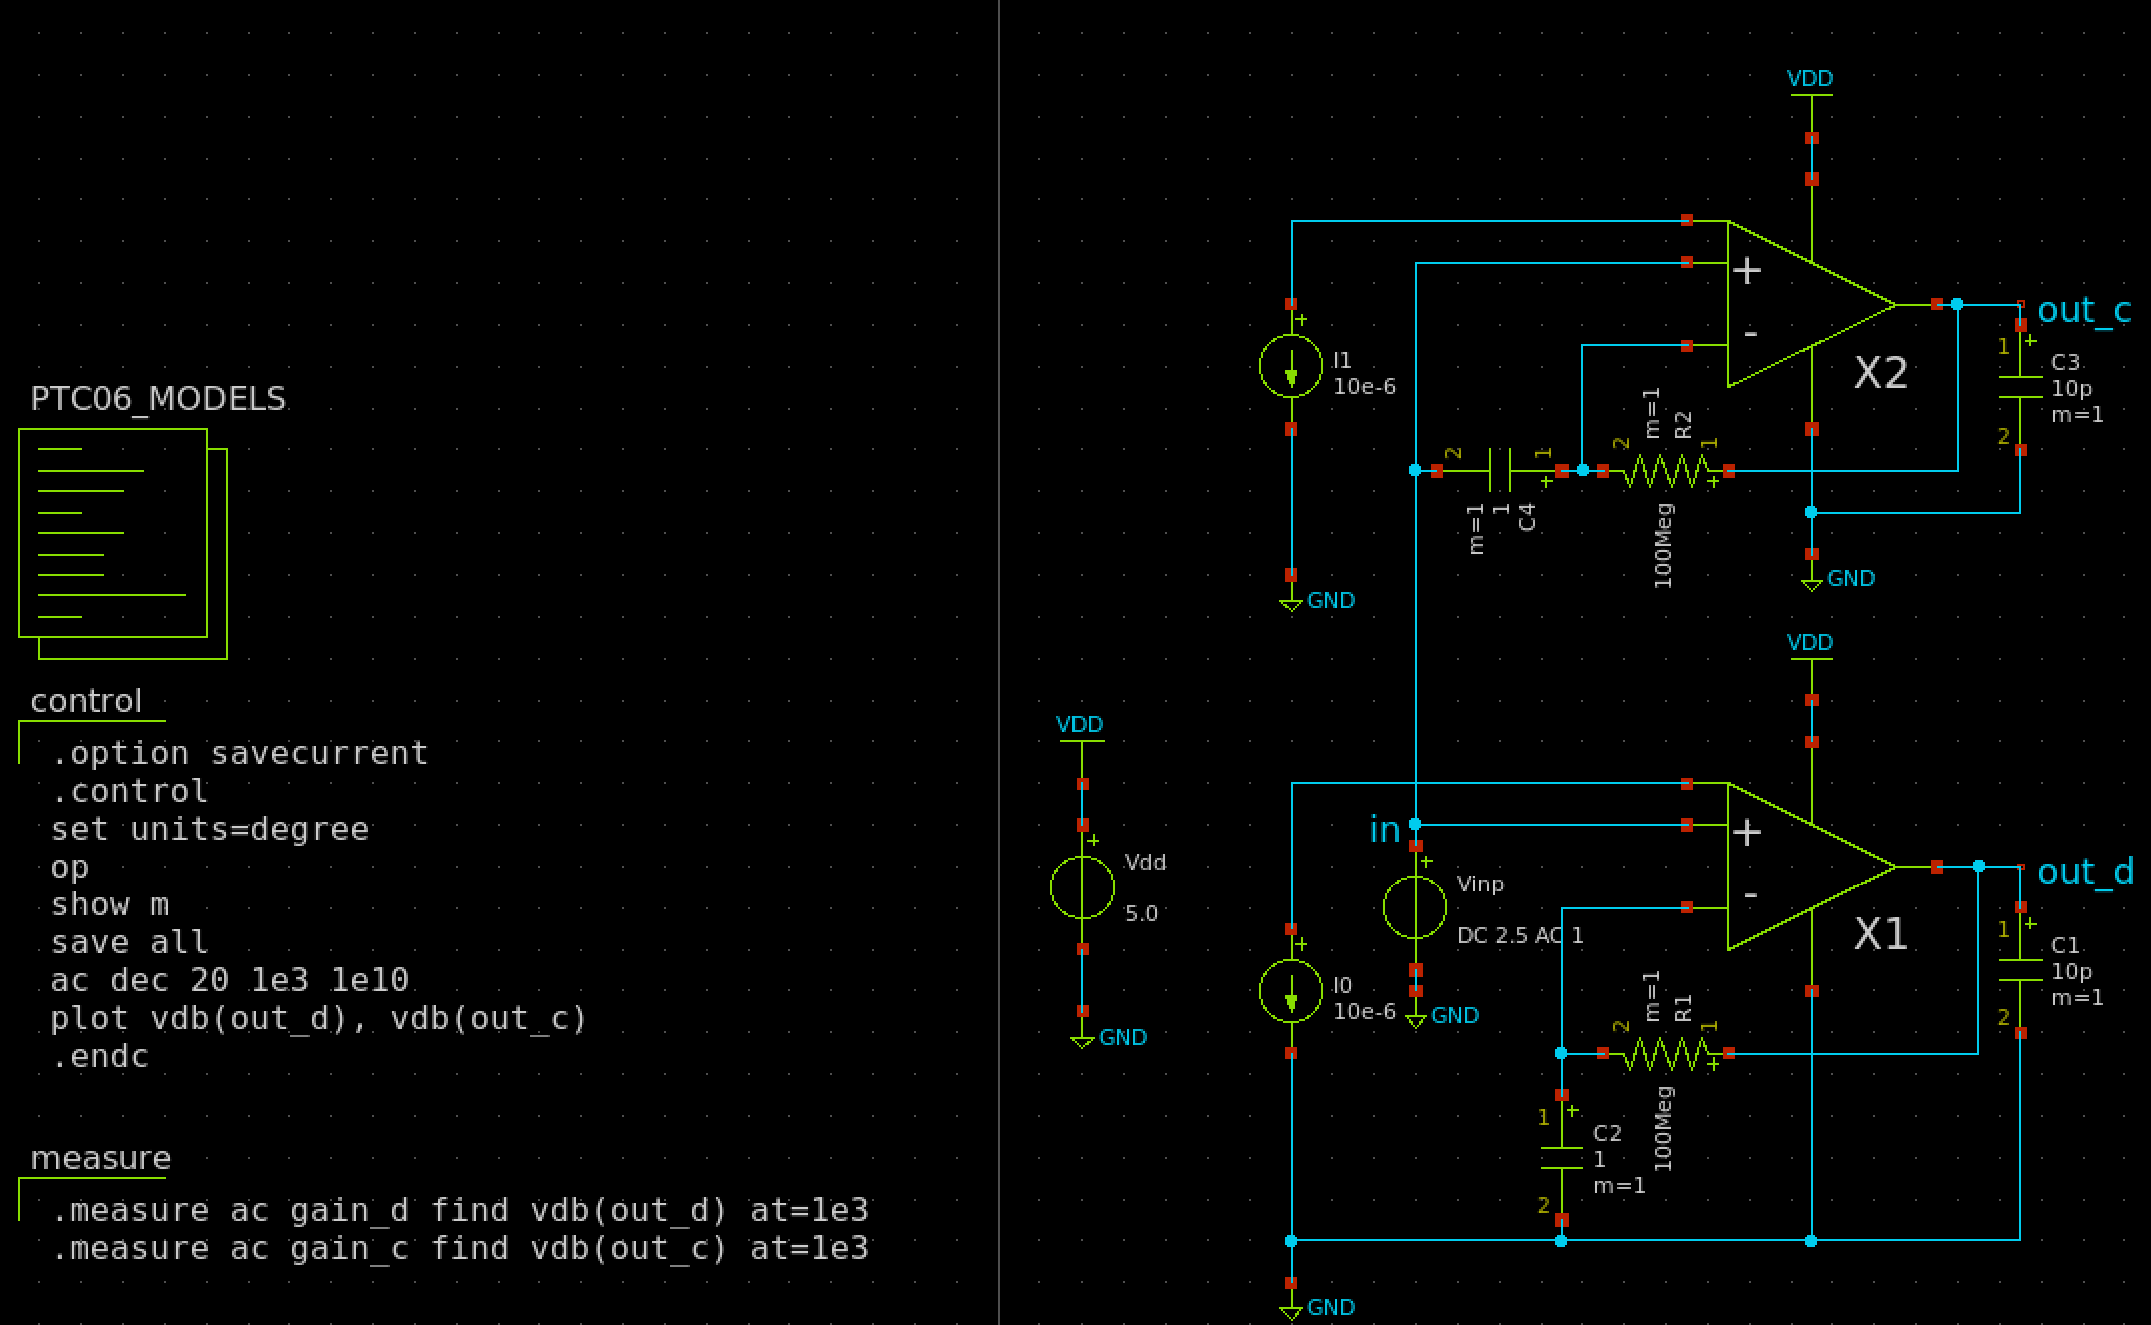 PTC06_MODELS
control
.option savecurrent
.control
set units=degree
op
show m
save all
ac dec 20 1e3 1e10
plot vdb(out_d), vdb(out_c)
.endc
measure
.measure ac gain_d find vdb(out_d) at=1e3
.measure ac gain_c find vdb(out_c) at=1e3
VDD
+
-
X2
out_c
1
+
C3
10p
m=1
2
+
I1
10e-6
GND
2
1
+
m=1
1
C4
2
m=1
R2
1
+
100Meg
GND
VDD
+
Vdd
5.0
GND
VDD
+
-
X1
out_d
1
+
C1
10p
m=1
2
in
+
Vinp
DC 2.5 AC 1
GND
+
I0
10e-6
2
m=1
R1
1
+
100Meg
1
+
C2
1
m=1
2
GND